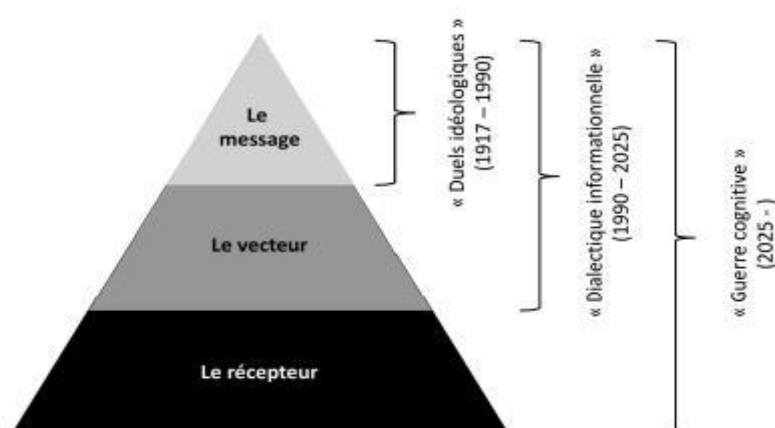 Le
message
Le vecteur
Le récepteur
« Duels idéologiques »
(1917 – 1990)
« Dialectique informationnelle »
(1990 – 2025)
« Guerre cognitive »
(2025 - )